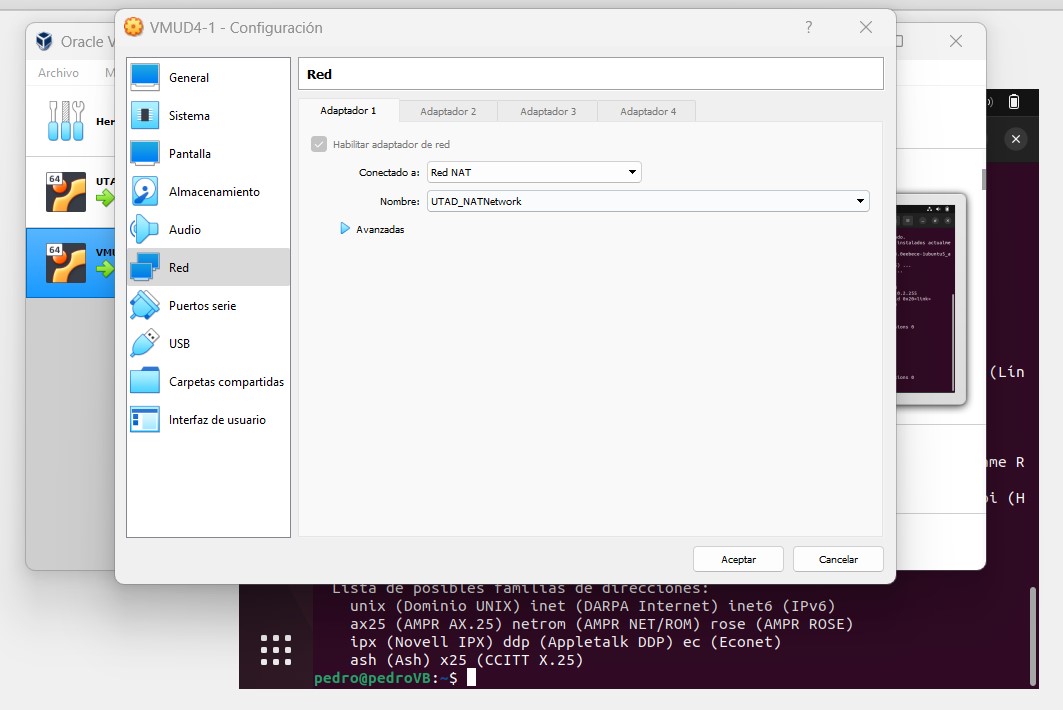 VMUD4-1 - Configuración
?
Oracle V
Archivo
M
Her
64
UTA
64
VMU
General
Sistema
Pantalla
Almacenamiento
Audio
Red
Puertos serie
USB
Carpetas compartidas
Interfaz de usuario
Red
Adaptador 1
Adaptador 2
Adaptador 3
Adaptador 4
Habilitar adaptador de red
Conectado a:
Red NAT
Nombre:
UTAD_NATNetwork
Avanzadas
Aceptar
Cancelar
(Lin
me R
i (H
Lista de posibles familias de direcciones:
unix (Dominio UNIX) inet (DARPA Internet) inet6 (IPv6)
ax25 (AMPR AX.25) netrom (AMPR NET/ROM) rose (AMPR ROSE)
ipx (Novell IPX) ddp (Appletalk DDP) ec (Econet)
ash (Ash) x25 (CCITT X.25)
pedro@pedroVB:~$